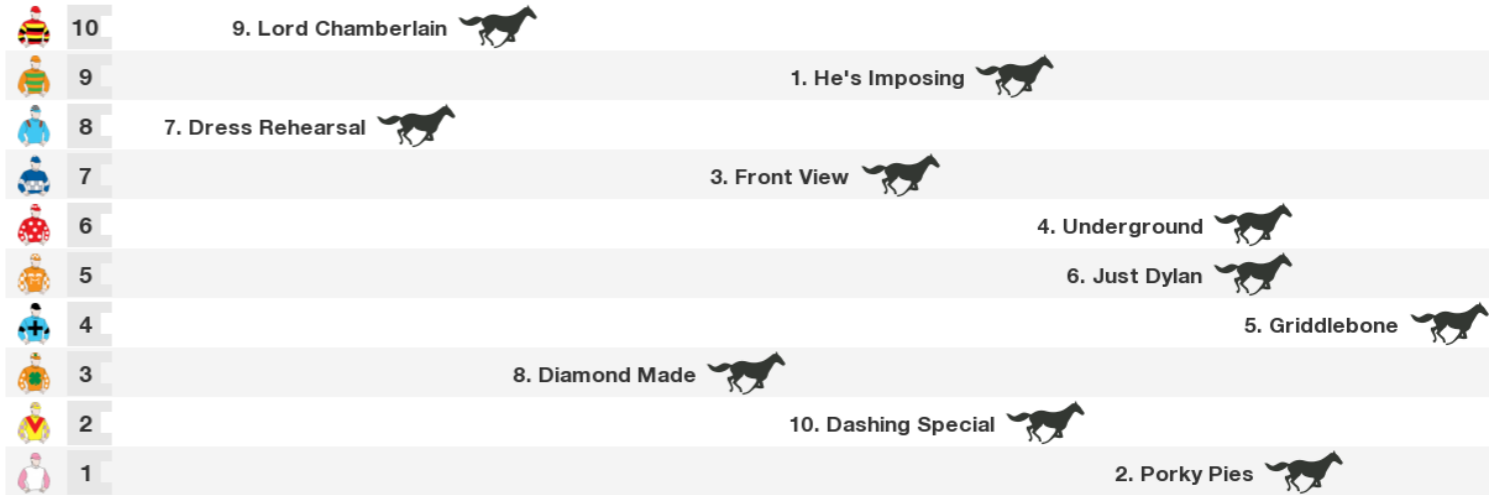 10 9. Lord Chamberlain
9 1. He's Imposing
8 7. Dress Rehearsal
7 3. Front View
6 4. Underground
5 6. Just Dylan
4 5. Griddlebone
3 8. Diamond Made
2 10. Dashing Special
1 2. Porky Pies